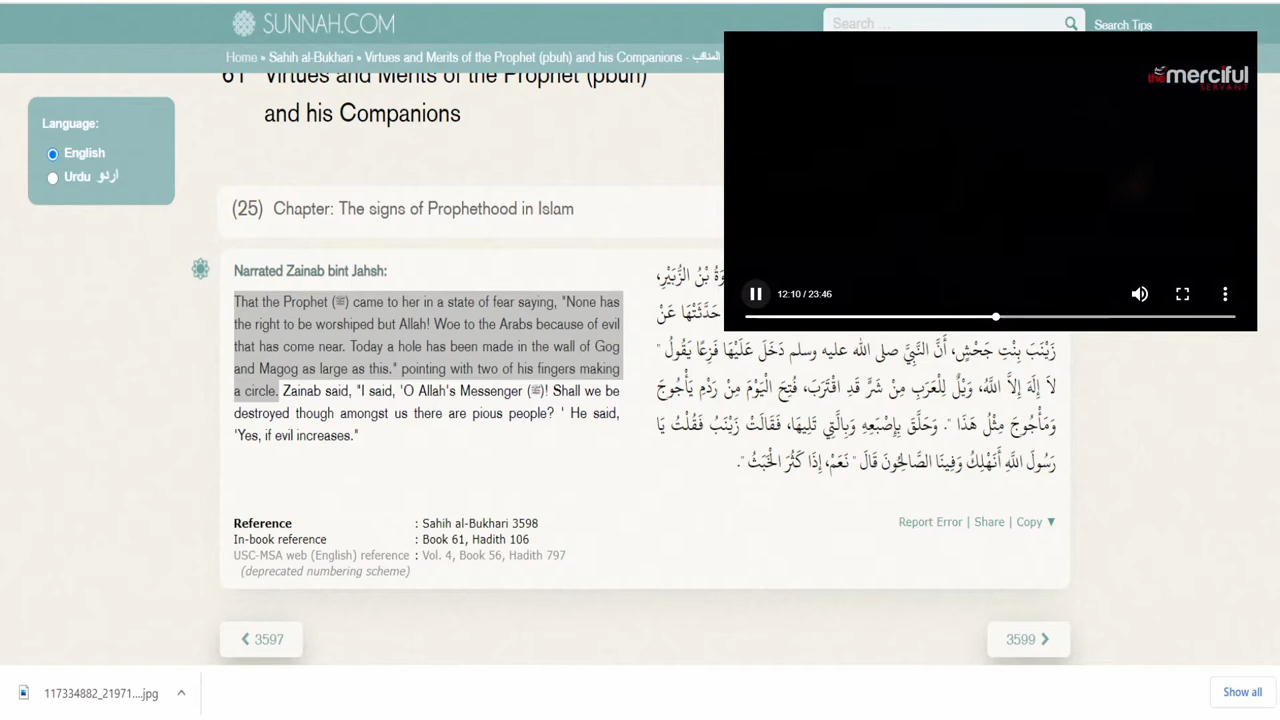 SUNNAH.COM
Search ...
Search Tips
Home » Sahih al-Bukhari » Virtues and Merits of the Prophet (pbuh) and his Companions - المناقب
61 Virtues and Merits of the Prophet (pbuh)
and his Companions
the merciful
SERVANT
Language:
English
Urdu اردو
(25) Chapter: The signs of Prophethood in Islam
12:10 / 23:46
Narrated Zainab bint Jahsh:
That the Prophet (ﷺ) came to her in a state of fear saying, "None has
the right to be worshiped but Allah! Woe to the Arabs because of evil
that has come near. Today a hole has been made in the wall of Gog
and Magog as large as this." pointing with two of his fingers making
a circle. Zainab said, "I said, 'O Allah's Messenger (ﷺ)! Shall we be
destroyed though amongst us there are pious people? ' He said,
'Yes, if evil increases."
بْنُ الزُّبَيْرِ،
حَدَّثَتْهَا عَنْ
زَيْنَبَ بِنْتِ جَحْشٍ، أَنَّ النَّبِيَّ صلى الله عليه وسلم دَخَلَ عَلَيْهَا فَزِعًا يَقُولُ "
لاَ إِلَهَ إِلاَّ اللَّهُ، وَيْلٌ لِلْعَرَبِ مِنْ شَرٍّ قَدِ اقْتَرَبَ، فُتِحَ الْيَوْمَ مِنْ رَدْمِ يَأْجُوجَ
وَمَأْجُوجَ مِثْلُ هَذَا ". وَحَلَّقَ بِإِصْبَعِهِ وَبِالَّتِي تَلِيهَا، فَقَالَتْ زَيْنَبُ فَقُلْتُ يَا
رَسُولَ اللَّهِ أَنَهْلِكُ وَفِينَا الصَّالِحُونَ قَالَ " نَعَمْ، إِذَا كَثُرَ الْخَبَثُ ".
Reference : Sahih al-Bukhari 3598
In-book reference : Book 61, Hadith 106
USC-MSA web (English) reference : Vol. 4, Book 56, Hadith 797
(deprecated numbering scheme)
Report Error | Share | Copy ▼
3597
3599
117334882_21971....jpg
Show all